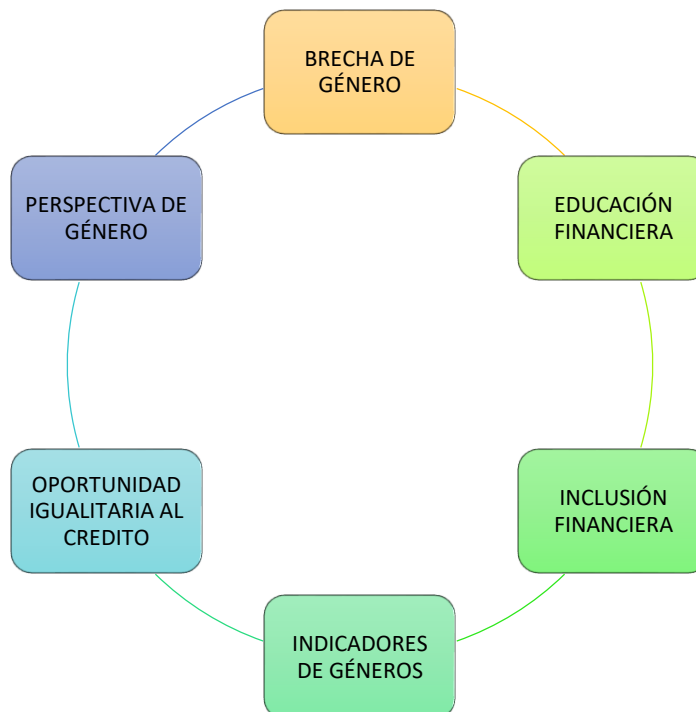 BRECHA DE
GÉNERO
EDUCACIÓN
FINANCIERA
INCLUSIÓN
FINANCIERA
INDICADORES
DE GÉNEROS
OPORTUNIDAD
IGUALITARIA AL
CREDITO
PERSPECTIVA DE
GÉNERO